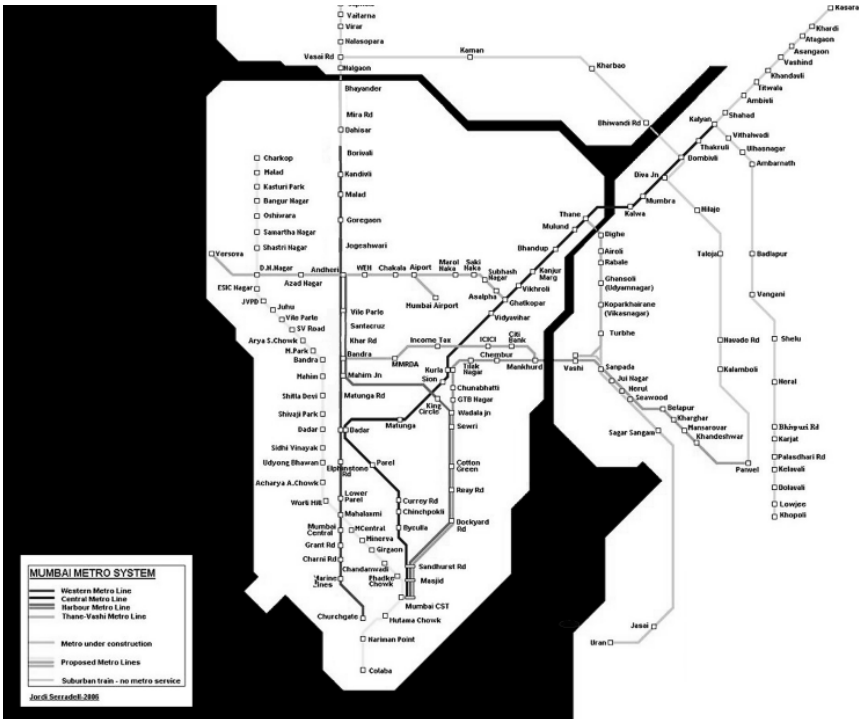 Vaitarna
Virar
Nalasopara
Vasai Rd
Naigaon
Bhayander
Mira Rd
Dahisar
Borivali
Kandivli
Malad
Goregaon
Jogeshwari
Kaman
Kharbao
Bhiwandi Rd
Kasara
Khardi
Atagaon
Asangaon
Vashind
Khandavli
Titwala
Ambivli
Shahad
Kalyan
Vithalwadi
Ulhasnagar
Ambarnath
Thakruli
Dombivli
Diva Jn
Mumbra
Kalwa
Thane
Mulund
Bhandup
Kanjur
Marg
Vikhroli
Ghatkopar
Vidyavihar
Nilaje
Taloja
Navade Rd
Kalamboli
Badlapur
Vangani
Shelu
Neral
Bhivpuri Rd
Karjat
Palasdhari Rd
Kelavali
Dolavali
Lowjee
Khopoli
Dighe
Airoli
Rabale
Ghansoli
(Udyamnagar)
Koparkhairane
(Vikasnagar)
Turbhe
Charkop
Malad
Kasturi Park
Bangur Nagar
Oshiwara
Samartha Nagar
Shastri Nagar
Versova
D.N.Nagar
Azad Nagar
Andheri
WEH
Chakala
Aiport
Marol
Naka
Saki
Naka
Subhash
Nagar
Asalpha
Mumbai Airport
ESIC Nagar
JVPD
Juhu
Vile Parle
SV Road
Arya S.Chowk
M.Park
Bandra
Mahim
Shitla Devi
Shivaji Park
Dadar
Sidhi Vinayak
Udyong Bhawan
Acharya A.Chowk
Worli Hill
Vile Parle
Santacruz
Khar Rd
Bandra
Mahim Jn
Matunga Rd
Dadar
Elphinstone
Rd
Lower
Parel
Mahalaxmi
Mumbai
Central
Grant Rd
Charni Rd
Marine
Lines
Churchgate
MMRDA
Income Tax
ICICI
Citi
Bank
Kurla
Sion
Tilak
Nagar
Chembur
Mankhurd
Vashi
Sanpada
Jui Nagar
Nerul
Seawood
Belapur
Kharghar
Mansarovar
Khandeshwar
Panvel
Sagar Sangam
Jasai
Uran
Chunabhatti
GTB Nagar
King
Circle
Wadala jn
Sewri
Cotton
Green
Reay Rd
Dockyard
Rd
Matunga
Parel
Currey Rd
Chinchpokli
Byculla
Sandhurst Rd
Masjid
Mumbai CST
MCentral
Minerva
Girgaon
Chandanwadi
Phadke
Chowk
Hutama Chowk
Nariman Point
Colaba
MUMBAI METRO SYSTEM
Western Metro Line
Central Metro Line
Harbour Metro Line
Thane-Vashi Metro Line
Metro under construction
Proposed Metro Lines
Suburban train - no metro service
Jordi Serradell-2006